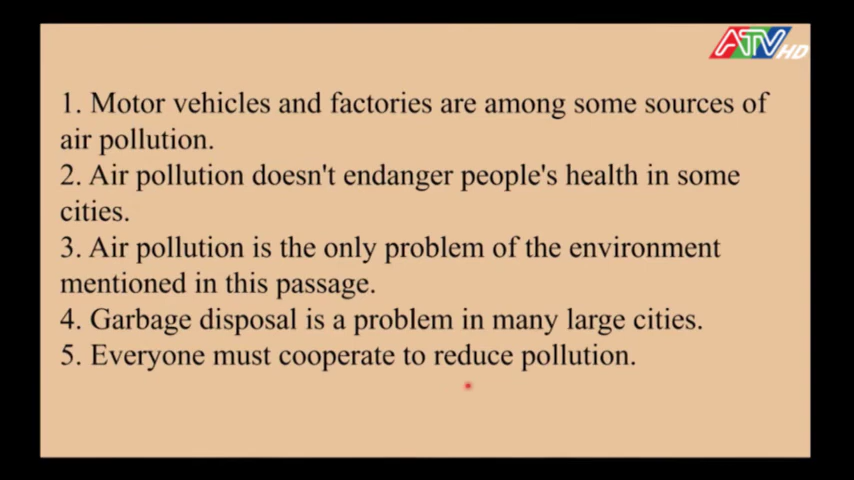 ATV HD
1. Motor vehicles and factories are among some sources of
air pollution.
2. Air pollution doesn't endanger people's health in some
cities.
3. Air pollution is the only problem of the environment
mentioned in this passage.
4. Garbage disposal is a problem in many large cities.
5. Everyone must cooperate to reduce pollution.